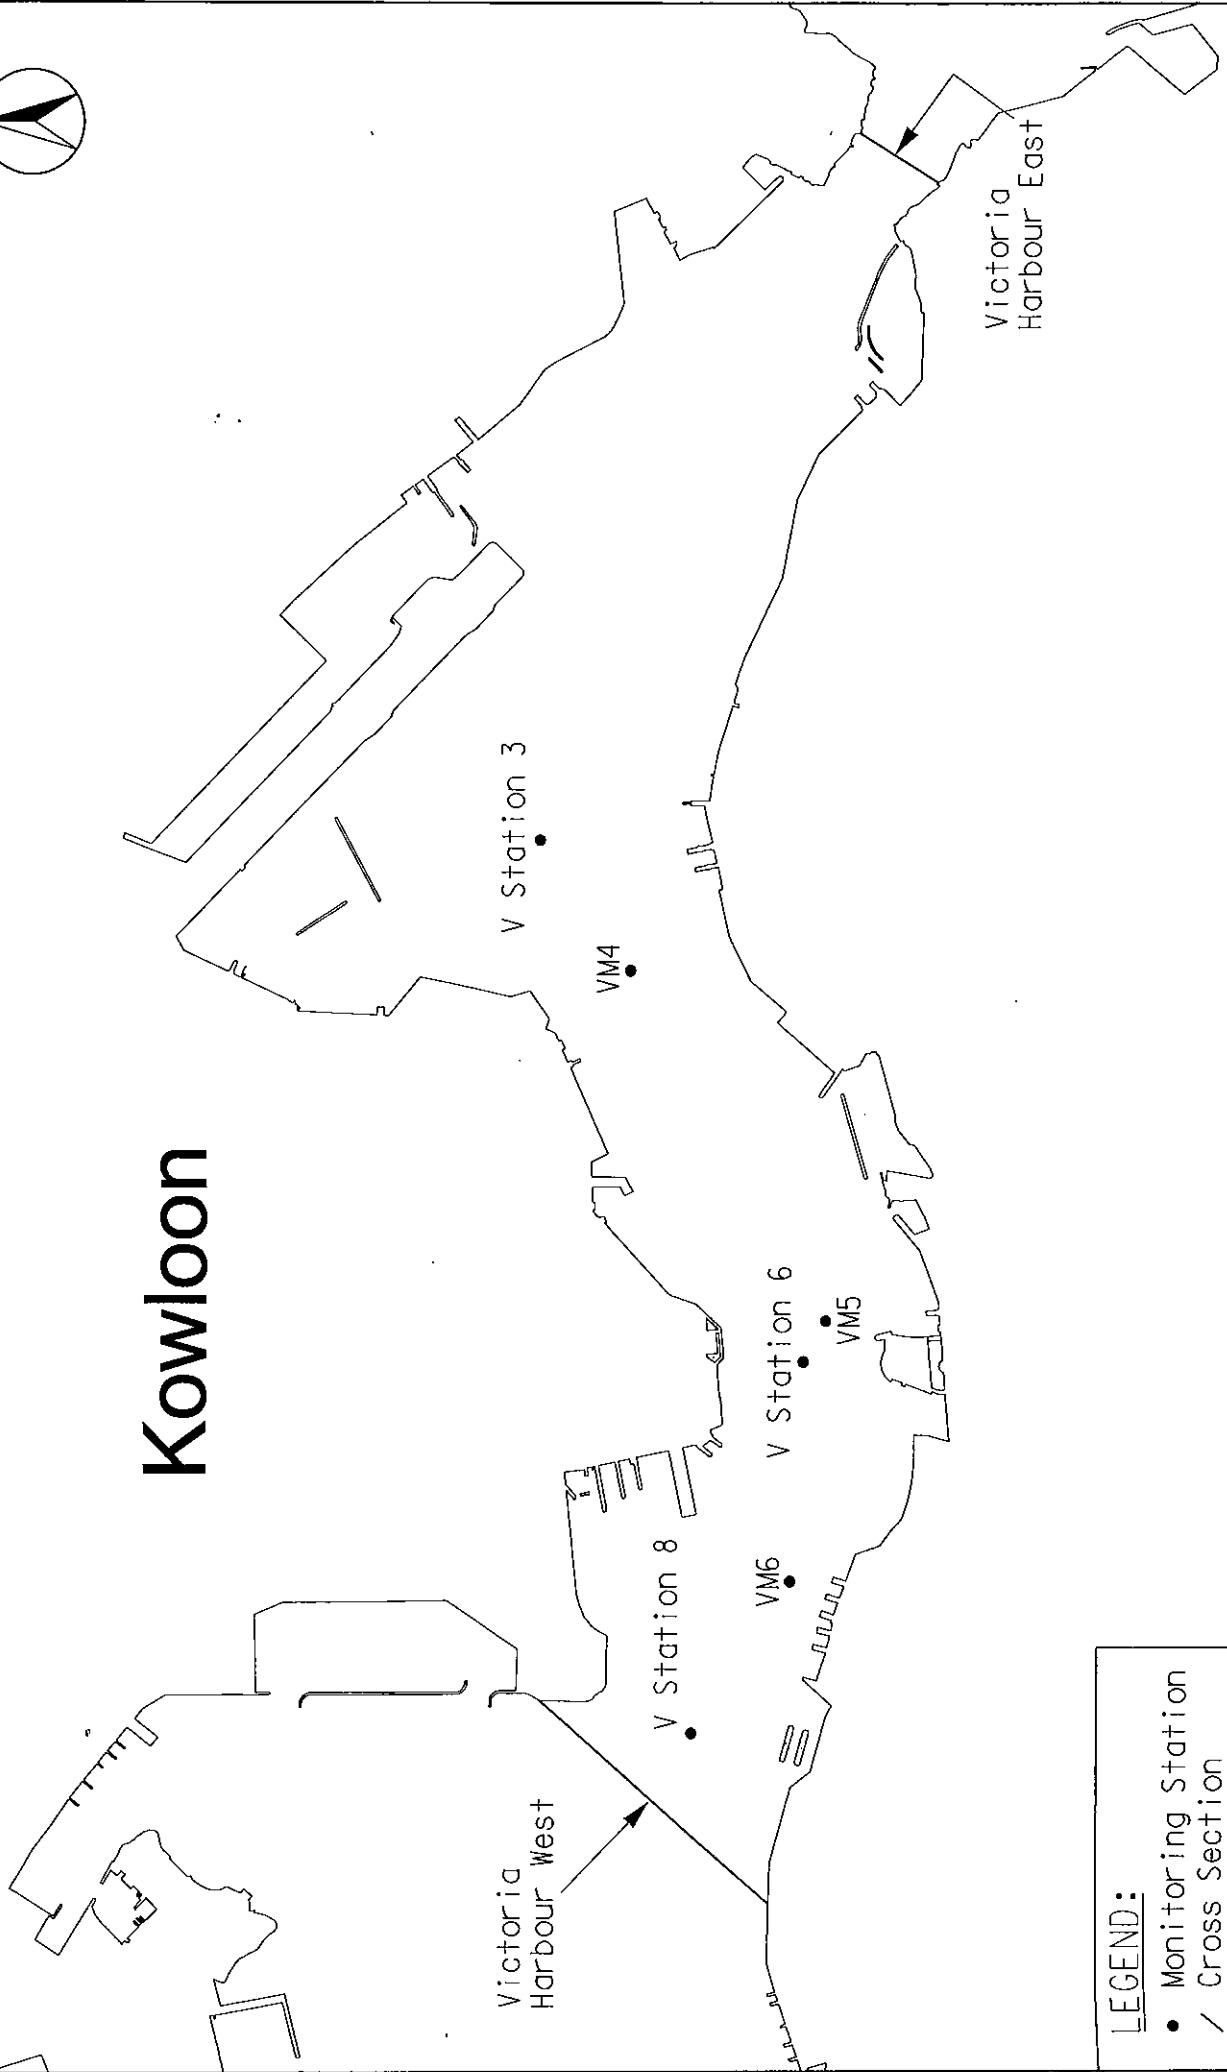 Kowloon
V Station 3
VM4
V Station 6
VM5
V Station 8
VM6
Victoria
Harbour East
Victoria
Harbour West
LEGEND:
Monitoring Station
Cross Section